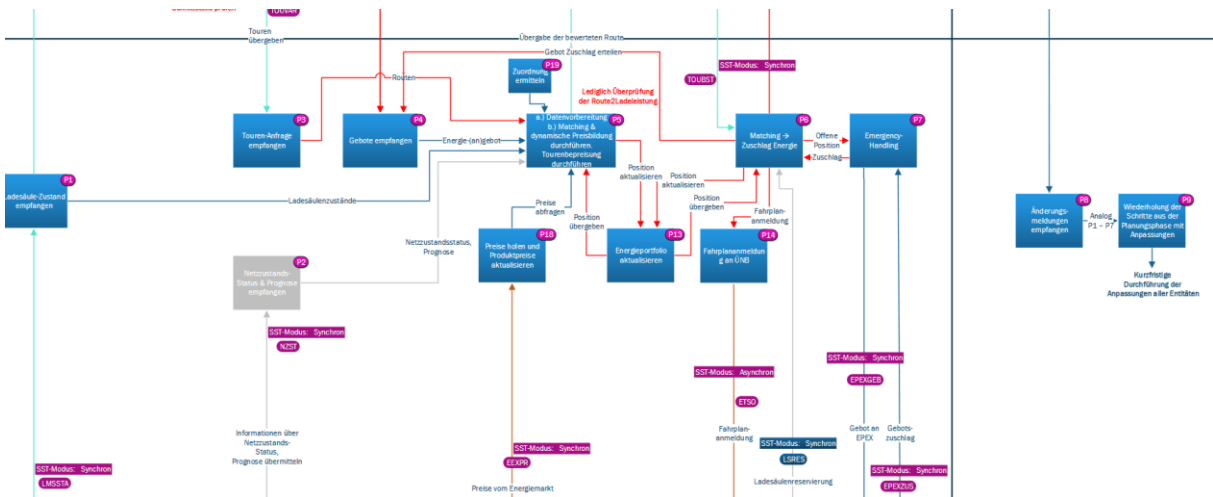 TOUVAR
Touren
übergeben
Übergabe der bewerteten Route
Gebot Zuschlag erteilen
SST-Modus: Synchron
TOUBST
Routen
P19
Zuordnung
ermitteln
Lediglich Überprüfung
der Route2Ladeleistung
P3
Touren-Anfrage
empfangen
P4
Gebote empfangen
Energie-(an)gebot
P5
a.) Datenvorbereitung
b.) Matching &
dynamische Preisbildung
durchführen.
Tourenbepreisung
durchführen
P6
Matching →
Zuschlag Energie
Offene
Position
Zuschlag
P7
Emergency-
Handling
P1
Ladesäule-Zustand
empfangen
Ladesäulenzustände
Position
aktualisieren
Position
aktualisieren
Position
übergeben
Preise
abfragen
Position
übergeben
Fahrplan-
anmeldung
P8
Änderungs-
meldungen
empfangen
Analog
P1 – P7
P9
Wiederholung der
Schritte aus der
Planungsphase mit
Anpassungen
Netzzustandsstatus,
Prognose
P18
Preise holen und
Produktpreise
aktualisieren
P13
Energieportfolio
aktualisieren
P14
Fahrplananmeldun
g an ÜNB
P2
Netzzustands-
Status & Prognose
empfangen
Kurzfristige
Durchführung der
Anpassungen aller Entitäten
SST-Modus: Synchron
NZST
SST-Modus: Asynchron
ETSO
SST-Modus: Synchron
EPEXGEB
Informationen über
Netzzustands-
Status,
Prognose übermitteln
Fahrplan-
anmeldung
Gebot an
EPEX
Gebots-
zuschlag
SST-Modus: Synchron
LMSSTA
SST-Modus: Synchron
EEXPR
Preise vom Energiemarkt
SST-Modus: Synchron
LSRES
Ladesäulenreservierung
SST-Modus: Synchron
EPEXZUS